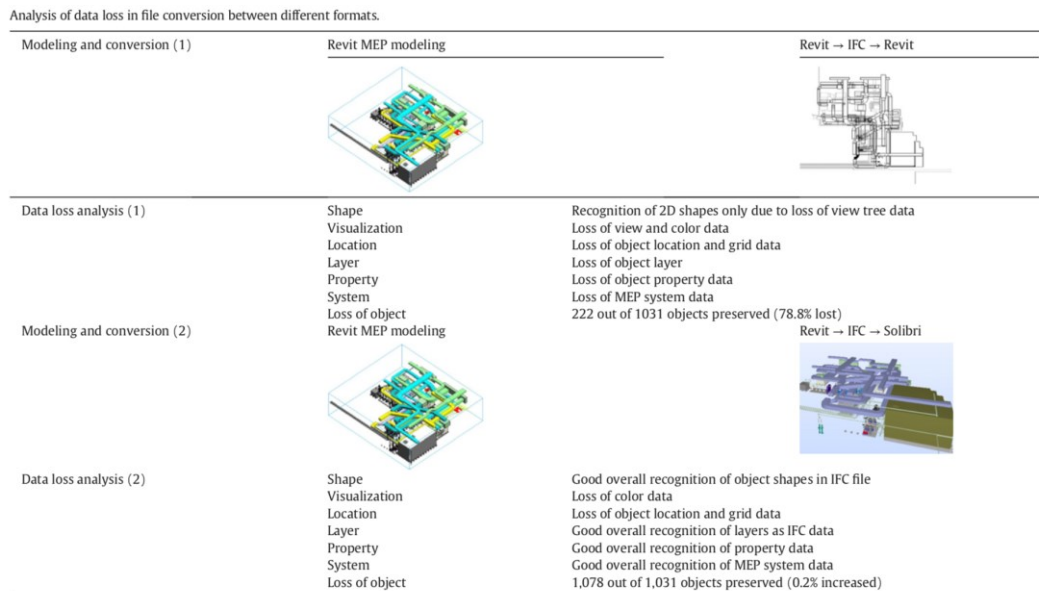 Analysis of data loss in file conversion between different formats.
Modeling and conversion (1) Revit MEP modeling Revit → IFC → Revit
Data loss analysis (1) Shape Recognition of 2D shapes only due to loss of view tree data
Visualization Loss of view and color data
Location Loss of object location and grid data
Layer Loss of object layer
Property Loss of object property data
System Loss of MEP system data
Loss of object 222 out of 1031 objects preserved (78.8% lost)
Modeling and conversion (2) Revit MEP modeling Revit → IFC → Solibri
Data loss analysis (2) Shape Good overall recognition of object shapes in IFC file
Visualization Loss of color data
Location Loss of object location and grid data
Layer Good overall recognition of layers as IFC data
Property Good overall recognition of property data
System Good overall recognition of MEP system data
Loss of object 1,078 out of 1,031 objects preserved (0.2% increased)